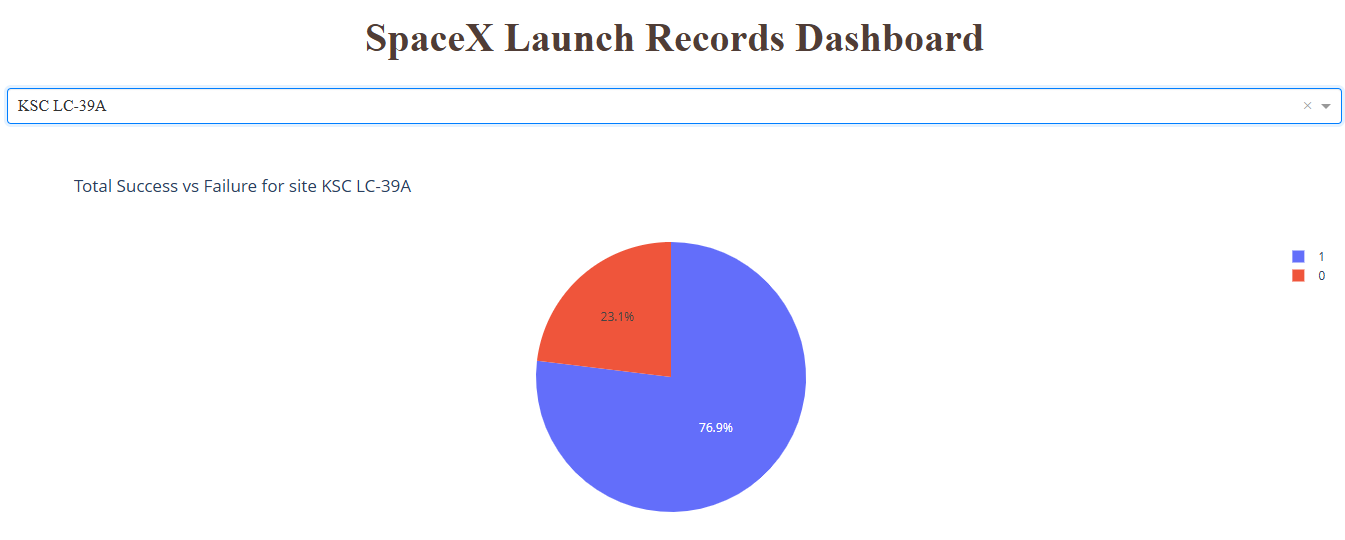 SpaceX Launch Records Dashboard
KSC LC-39A ×
Total Success vs Failure for site KSC LC-39A
1
0
23.1%
76.9%